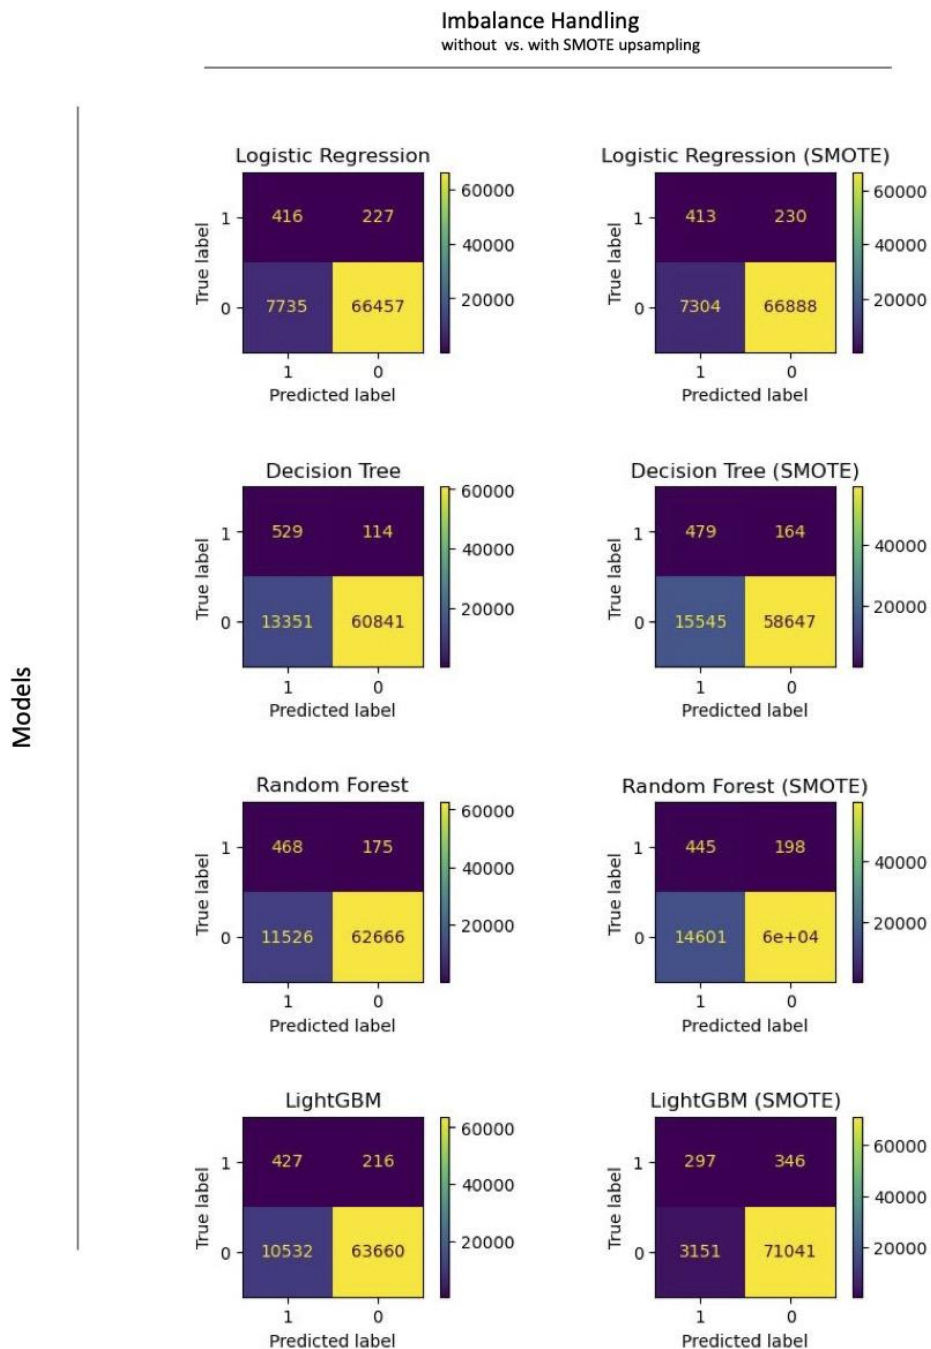 Imbalance Handling
without vs. with SMOTE upsampling
Models
Logistic Regression
True label
1
416 227
60000
40000
0
7735 66457
20000
1 0
Predicted label
Logistic Regression (SMOTE)
True label
1
413 230
60000
40000
0
7304 66888
20000
1 0
Predicted label
Decision Tree
True label
1
529 114
60000
40000
0
13351 60841
20000
1 0
Predicted label
Decision Tree (SMOTE)
True label
1
479 164
40000
0
15545 58647
20000
1 0
Predicted label
Random Forest
True label
1
468 175
60000
40000
0
11526 62666
20000
1 0
Predicted label
Random Forest (SMOTE)
True label
1
445 198
40000
0
14601 6e+04
20000
1 0
Predicted label
LightGBM
True label
1
427 216
60000
40000
0
10532 63660
20000
1 0
Predicted label
LightGBM (SMOTE)
True label
1
297 346
60000
40000
0
3151 71041
20000
1 0
Predicted label